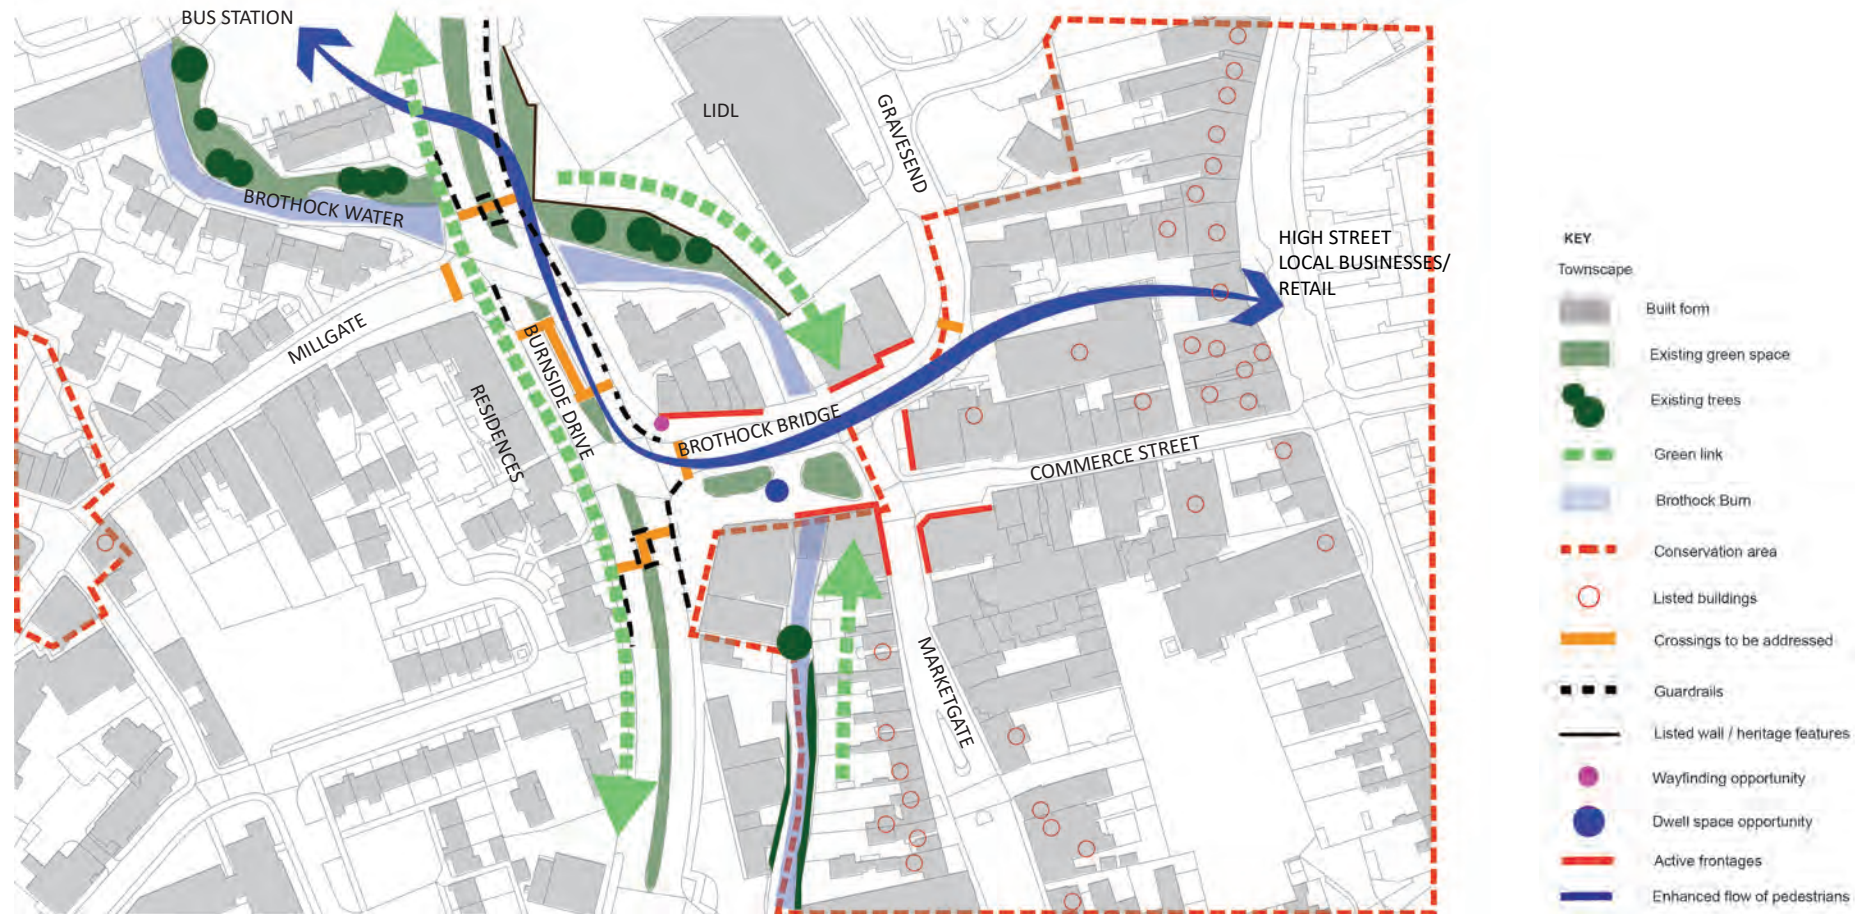 BUS STATION
LIDL
GRAVESEND
BROTHOCK WATER
HIGH STREET
LOCAL BUSINESSES/
RETAIL
MILLGATE
BURNSIDE DRIVE
RESIDENCES
BROTHOCK BRIDGE
COMMERCE STREET
MARKETGATE
KEY
Townscape
Built form
Existing green space
Existing trees
Green link
Brothock Burn
Conservation area
Listed buildings
Crossings to be addressed
Guardrails
Listed wall / heritage features
Wayfinding opportunity
Dwell space opportunity
Active frontages
Enhanced flow of pedestrians